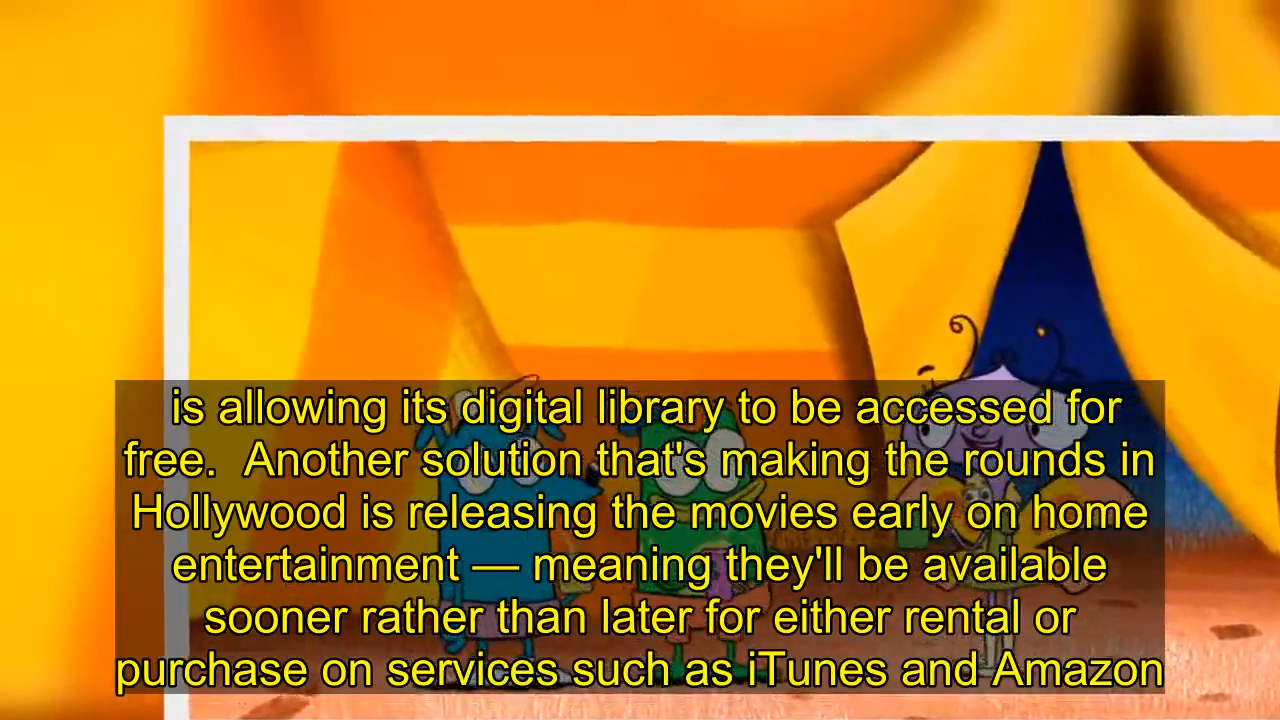 is allowing its digital library to be accessed for
free.  Another solution that's making the rounds in
Hollywood is releasing the movies early on home
entertainment — meaning they'll be available
sooner rather than later for either rental or
purchase on services such as iTunes and Amazon